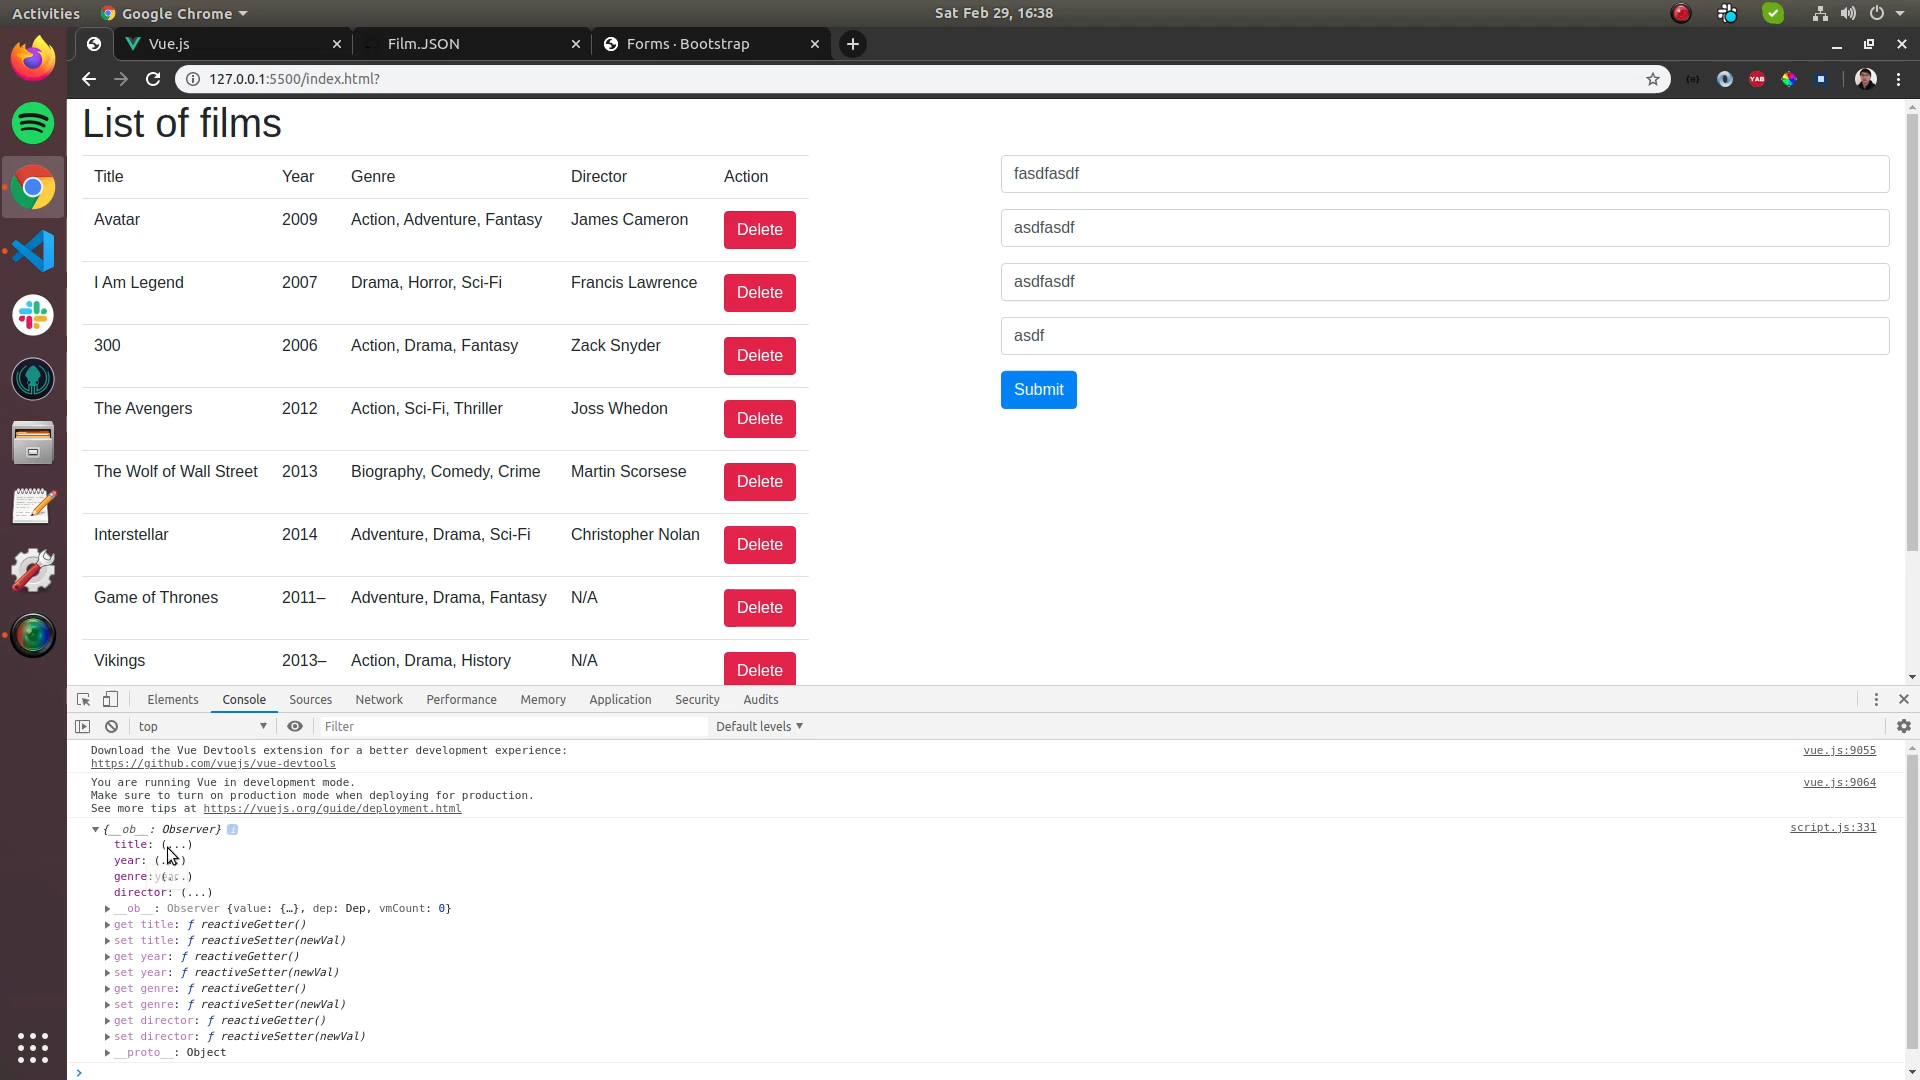 Activities
Google Chrome
Sat Feb 29, 16:38
Vue.js
Film.JSON
Forms · Bootstrap
127.0.0.1:5500/index.html?
YAB
List of films
Title Year Genre Director Action
Avatar 2009 Action, Adventure, Fantasy James Cameron Delete
I Am Legend 2007 Drama, Horror, Sci-Fi Francis Lawrence Delete
300 2006 Action, Drama, Fantasy Zack Snyder Delete
The Avengers 2012 Action, Sci-Fi, Thriller Joss Whedon Delete
The Wolf of Wall Street 2013 Biography, Comedy, Crime Martin Scorsese Delete
Interstellar 2014 Adventure, Drama, Sci-Fi Christopher Nolan Delete
Game of Thrones 2011– Adventure, Drama, Fantasy N/A Delete
Vikings 2013– Action, Drama, History N/A Delete
fasdfasdf
asdfasdf
asdfasdf
asdf
Submit
Elements Console Sources Network Performance Memory Application Security Audits
top Filter Default levels
Download the Vue Devtools extension for a better development experience: vue.js:9055
https://github.com/vuejs/vue-devtools
You are running Vue in development mode. vue.js:9064
Make sure to turn on production mode when deploying for production.
See more tips at https://vuejs.org/guide/deployment.html
{__ob__: Observer} i script.js:331
title: (...)
year: (...)
genre: (...)
director: (...)
__ob__: Observer {value: {…}, dep: Dep, vmCount: 0}
get title: ƒ reactiveGetter()
set title: ƒ reactiveSetter(newVal)
get year: ƒ reactiveGetter()
set year: ƒ reactiveSetter(newVal)
get genre: ƒ reactiveGetter()
set genre: ƒ reactiveSetter(newVal)
get director: ƒ reactiveGetter()
set director: ƒ reactiveSetter(newVal)
__proto__: Object